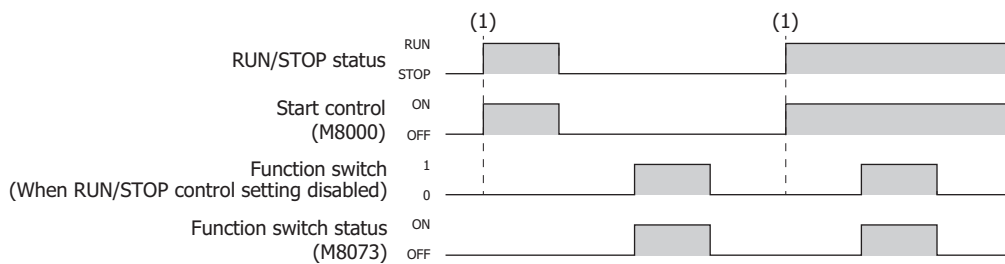 (1) (1)
RUN/STOP status RUN
STOP
Start control ON
(M8000) OFF
Function switch 1
(When RUN/STOP control setting disabled) 0
Function switch status ON
(M8073) OFF